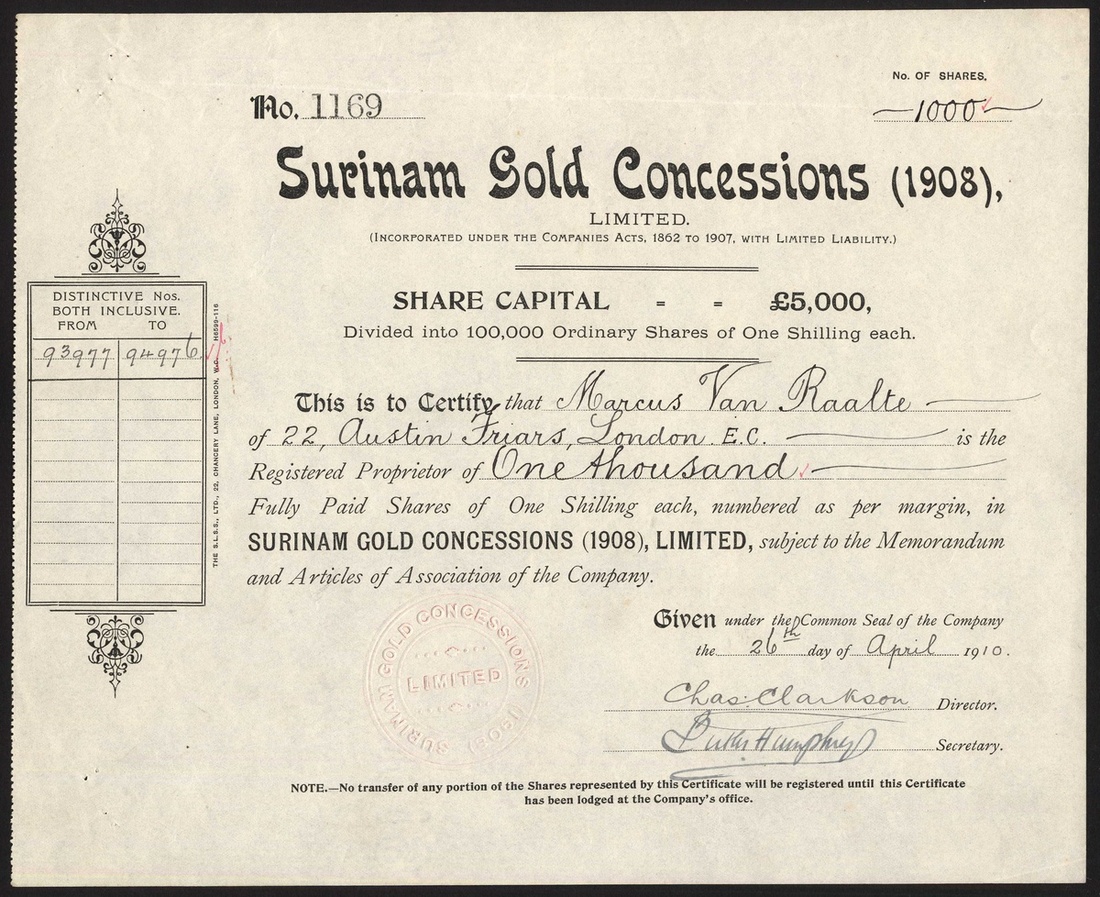 No. OF SHARES.
No. 1169
1000
Surinam Gold Concessions (1908),
LIMITED.
(INCORPORATED UNDER THE COMPANIES ACTS, 1862 TO 1907, WITH LIMITED LIABILITY.)
SHARE CAPITAL = = £5,000,
Divided into 100,000 Ordinary Shares of One Shilling each.
DISTINCTIVE Nos.
BOTH INCLUSIVE.
FROM TO
93977 94976
THE S.L.S.S., LTD., 22, CHANCERY LANE, LONDON, W.C. H6599-116
This is to Certify that Marcus Van Raalte
of 22, Austin Friars, London E.C. is the
Registered Proprietor of One thousand
Fully Paid Shares of One Shilling each, numbered as per margin, in
SURINAM GOLD CONCESSIONS (1908), LIMITED, subject to the Memorandum
and Articles of Association of the Company.
SURINAM GOLD CONCESSIONS (1908)
LIMITED
Given under the Common Seal of the Company
the 26th day of April 1910.
Chas: Clarkson Director.
Humphrey Secretary.
NOTE.—No transfer of any portion of the Shares represented by this Certificate will be registered until this Certificate
has been lodged at the Company's office.